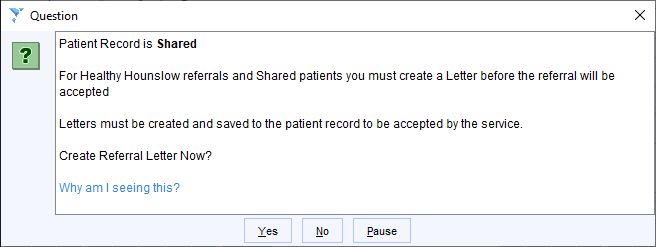 Question
Patient Record is Shared
For Healthy Hounslow referrals and Shared patients you must create a Letter before the referral will be
accepted
Letters must be created and saved to the patient record to be accepted by the service.
Create Referral Letter Now?
Why am I seeing this?
Yes No Pause